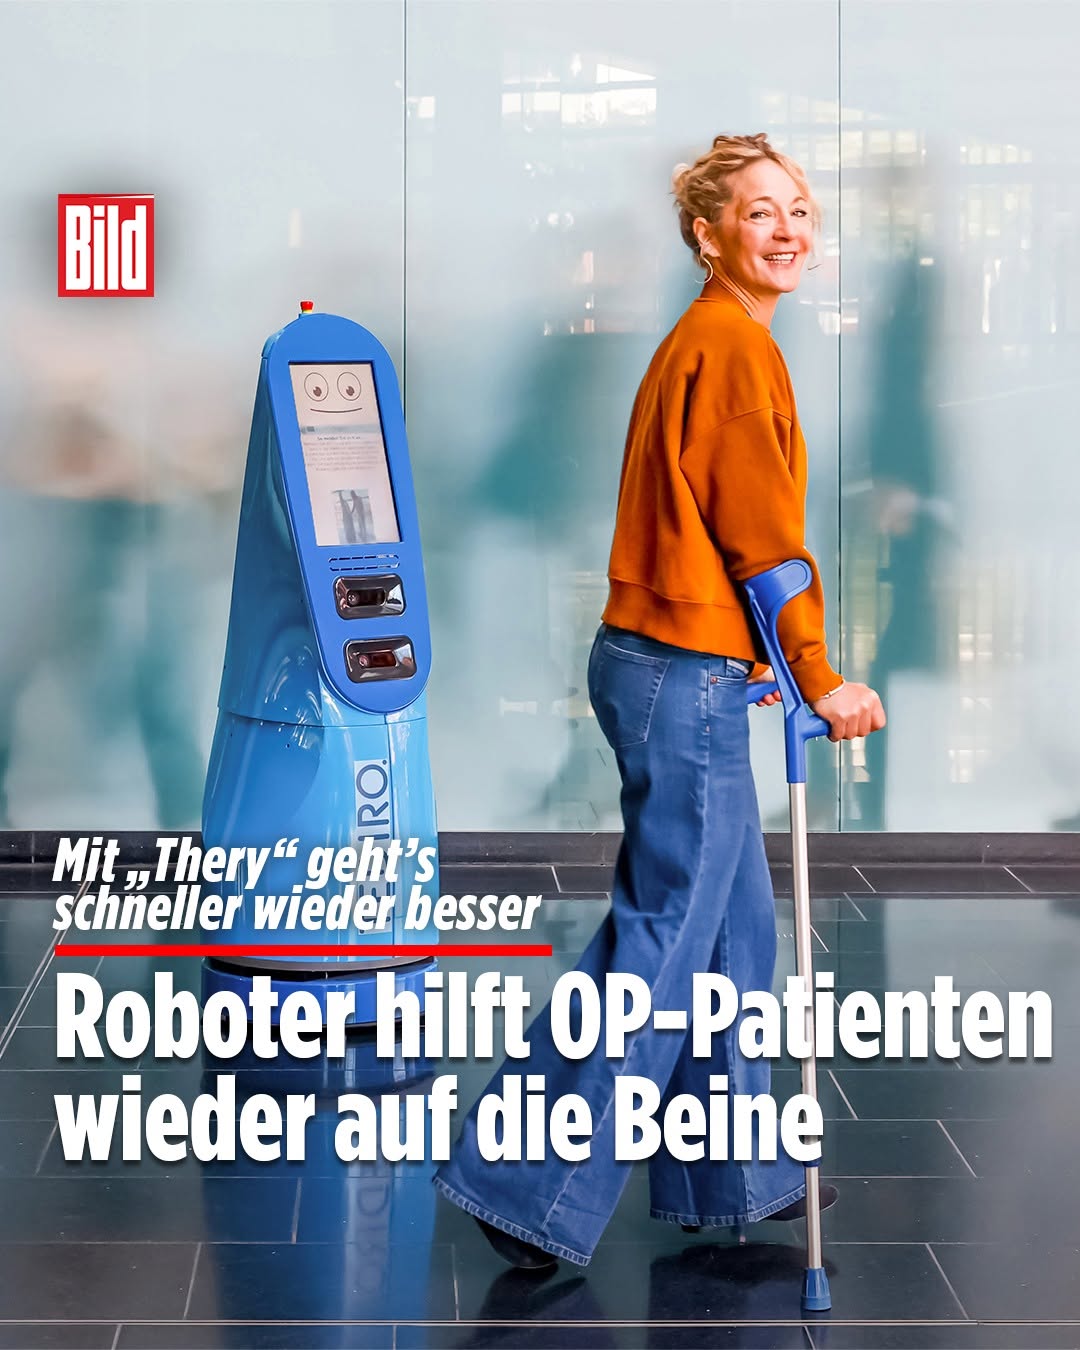 Bild
Mit „Thery“ geht’s
schneller wieder besser
Roboter hilft OP-Patienten
wieder auf die Beine